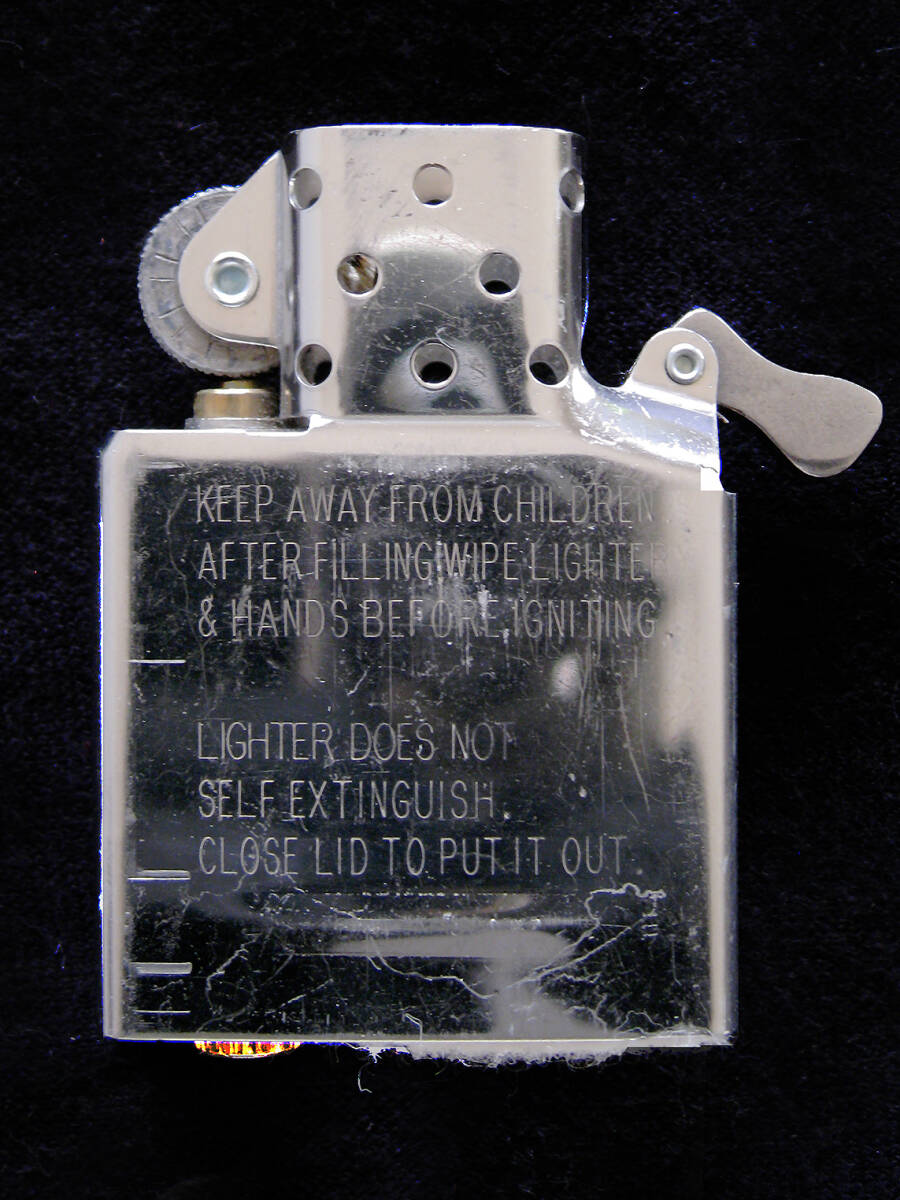 KEEP AWAY FROM CHILDREN
AFTER FILLING WIPE LIGHTER
& HANDS BEFORE IGNITING
LIGHTER DOES NOT
SELF EXTINGUISH.
CLOSE LID TO PUT IT OUT.